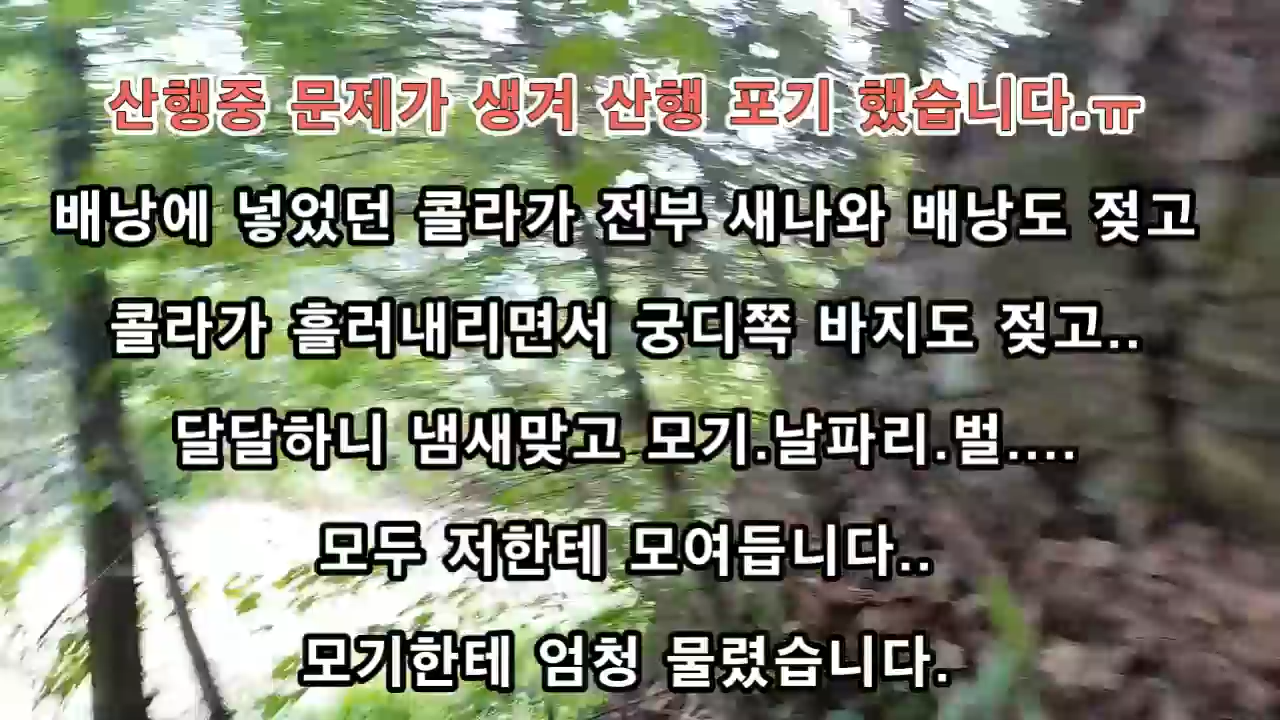 산행중 문제가 생겨 산행 포기 했습니다.ㅠ
배낭에 넣었던 콜라가 전부 새나와 배낭도 젖고
콜라가 흘러내리면서 궁디쪽 바지도 젖고..
달달하니 냄새맞고 모기.날파리.벌....
모두 저한테 모여듭니다..
모기한테 엄청 물렸습니다.